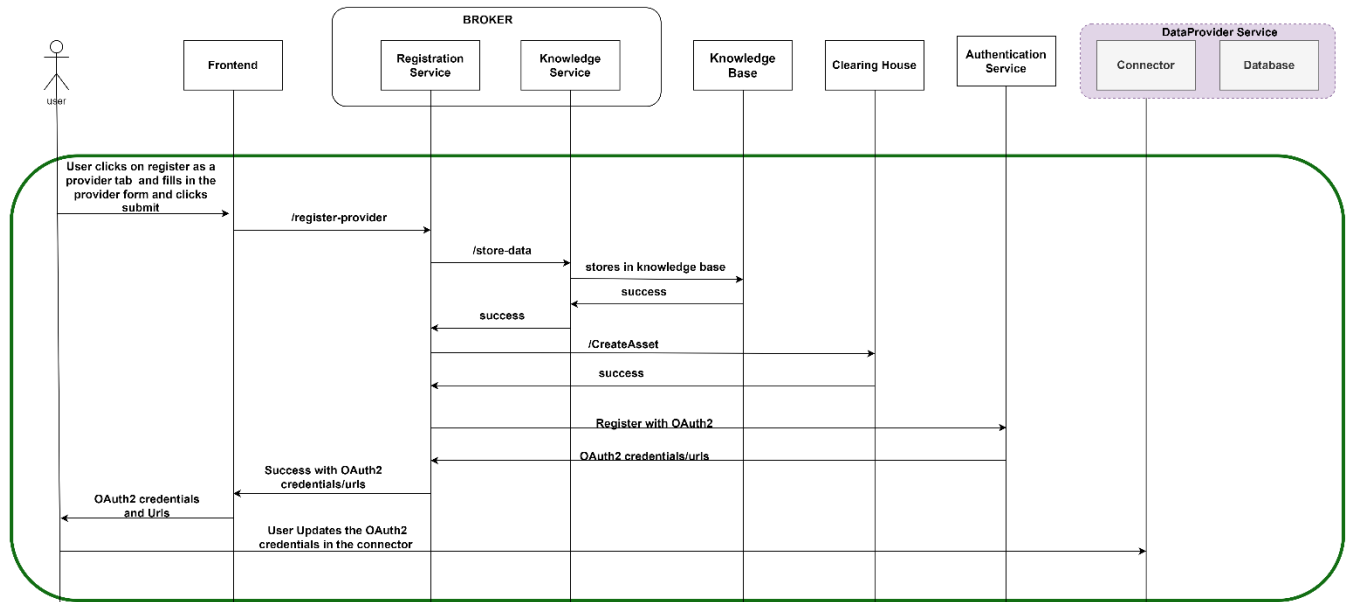 BROKER
DataProvider Service
user
Frontend
Registration
Service
Knowledge
Service
Knowledge
Base
Clearing House
Authentication
Service
Connector
Database
User clicks on register as a
provider tab and fills in the
provider form and clicks
submit
/register-provider
/store-data
stores in knowledge base
success
success
/CreateAsset
success
Register with OAuth2
OAuth2 credentials/urls
Success with OAuth2
credentials/urls
OAuth2 credentials
and Urls
User Updates the OAuth2
credentials in the connector